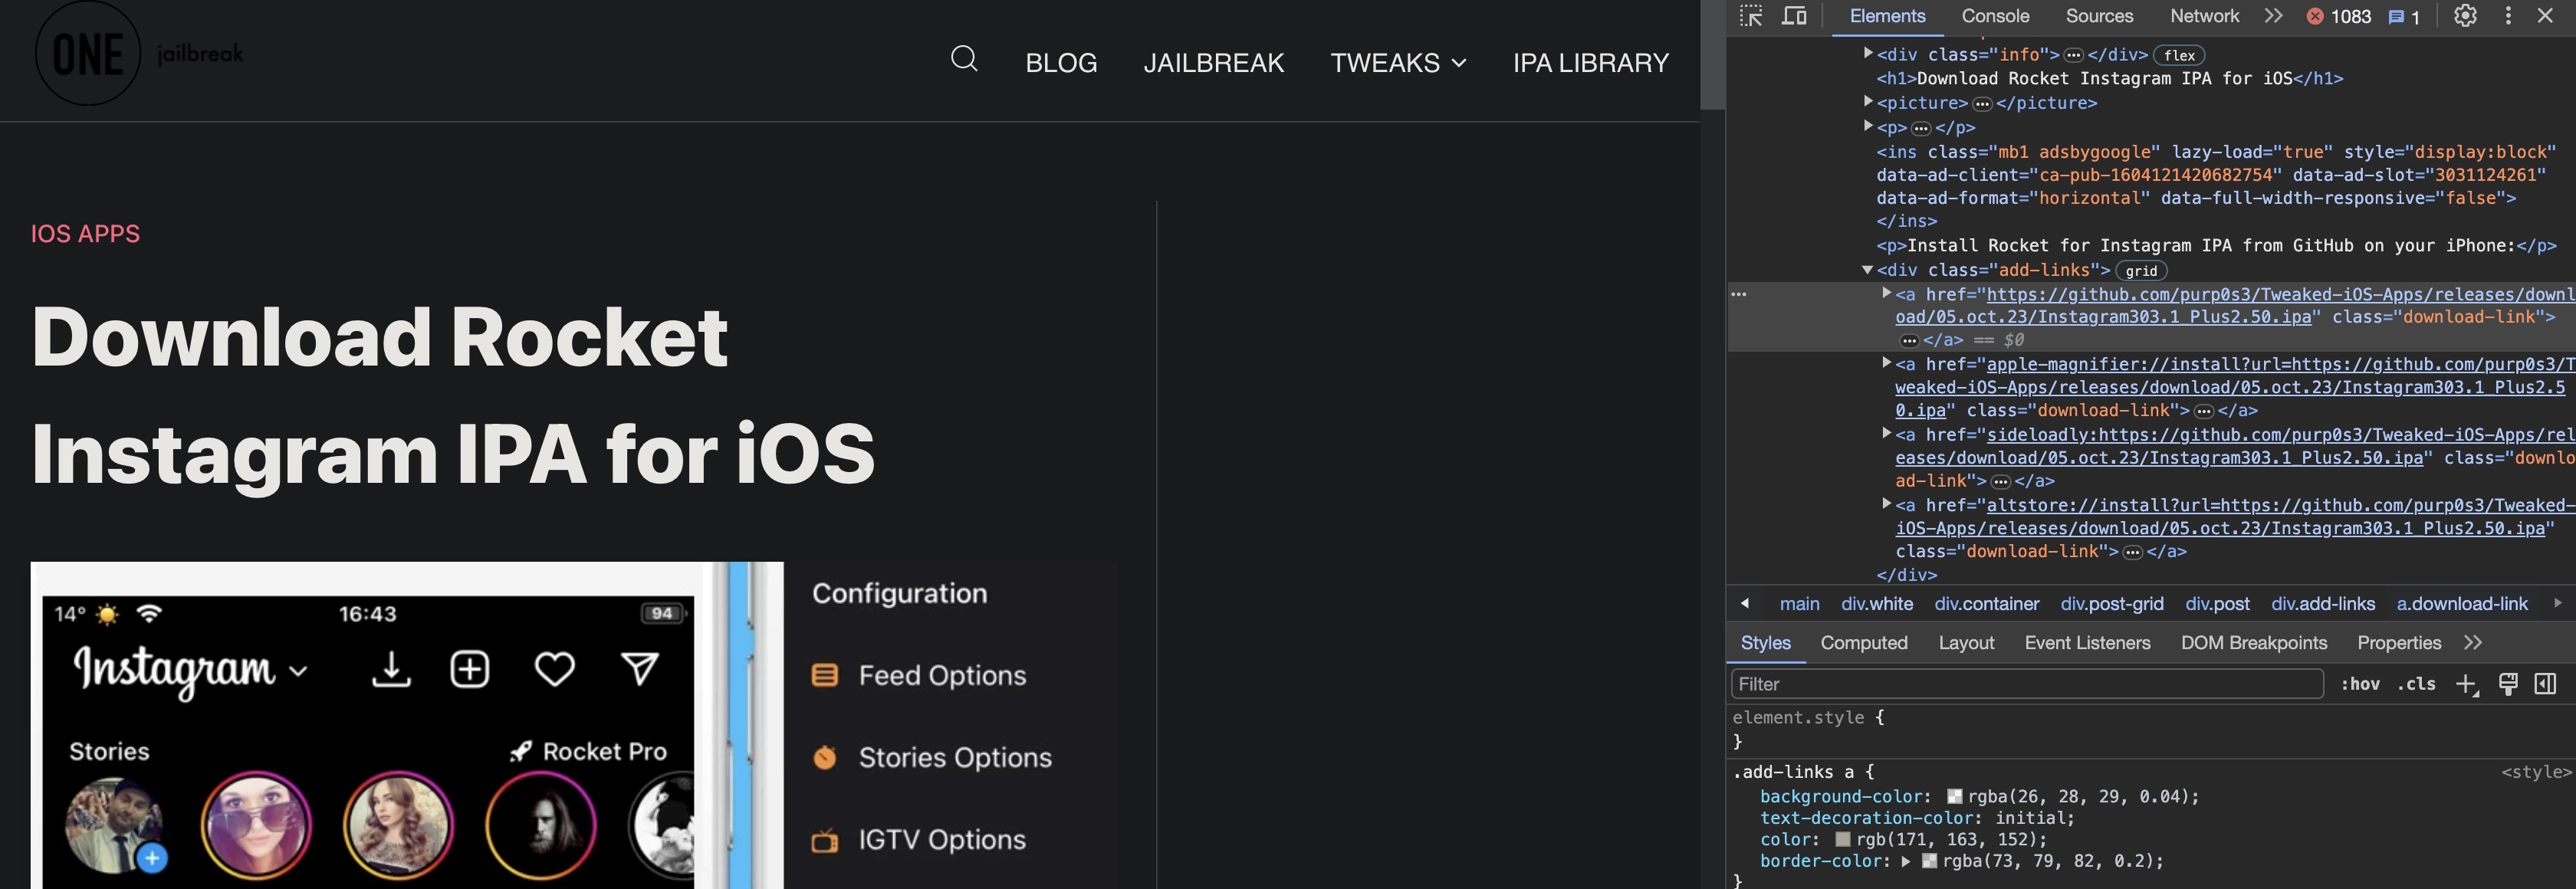 ONE jailbreak
BLOG JAILBREAK TWEAKS IPA LIBRARY
IOS APPS
Download Rocket
Instagram IPA for iOS
14° 16:43 94
Instagram
Stories Rocket Pro
Configuration
Feed Options
Stories Options
IGTV Options
Elements Console Sources Network 1083 1
<div class="info"> … </div> flex
<h1>Download Rocket Instagram IPA for iOS</h1>
<picture> … </picture>
<p> … </p>
<ins class="mb1 adsbygoogle" lazy-load="true" style="display:block"
data-ad-client="ca-pub-1604121420682754" data-ad-slot="3031124261"
data-ad-format="horizontal" data-full-width-responsive="false">
</ins>
<p>Install Rocket for Instagram IPA from GitHub on your iPhone:</p>
<div class="add-links"> grid
<a href="https://github.com/purp0s3/Tweaked-iOS-Apps/releases/downl
oad/05.oct.23/Instagram303.1_Plus2.50.ipa" class="download-link">
… </a> == $0
<a href="apple-magnifier://install?url=https://github.com/purp0s3/T
weaked-iOS-Apps/releases/download/05.oct.23/Instagram303.1_Plus2.5
0.ipa" class="download-link"> … </a>
<a href="sideloadly:https://github.com/purp0s3/Tweaked-iOS-Apps/rel
eases/download/05.oct.23/Instagram303.1_Plus2.50.ipa" class="downlo
ad-link"> … </a>
<a href="altstore://install?url=https://github.com/purp0s3/Tweaked-
iOS-Apps/releases/download/05.oct.23/Instagram303.1_Plus2.50.ipa"
class="download-link"> … </a>
</div>
main div.white div.container div.post-grid div.post div.add-links a.download-link
Styles Computed Layout Event Listeners DOM Breakpoints Properties
Filter :hov .cls
element.style {
}
.add-links a { <style>
background-color: rgba(26, 28, 29, 0.04);
text-decoration-color: initial;
color: rgb(171, 163, 152);
border-color: rgba(73, 79, 82, 0.2);
}